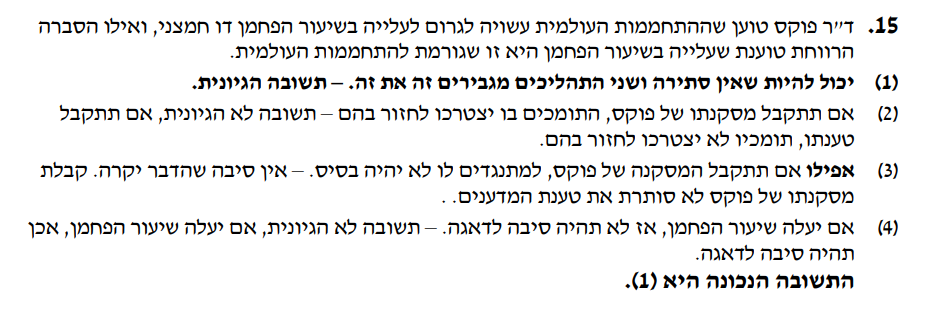 15. ד"ר פוקס טוען שההתחממות העולמית עשויה לגרום לעלייה בשיעור הפחמן דו חמצני, ואילו הסברה
הרווחת טוענת שעלייה בשיעור הפחמן היא זו שגורמת להתחממות העולמית.
(1) יכול להיות שאין סתירה ושני התהליכים מגבירים זה את זה. – תשובה הגיונית.
(2) אם תתקבל מסקנתו של פוקס, התומכים בו יצטרכו לחזור בהם – תשובה לא הגיונית, אם תתקבל
טענתו, תומכיו לא יצטרכו לחזור בהם.
(3) אפילו אם תתקבל המסקנה של פוקס, למתנגדים לו לא יהיה בסיס. – אין סיבה שהדבר יקרה. קבלת
מסקנתו של פוקס לא סותרת את טענת המדענים. .
(4) אם יעלה שיעור הפחמן, אז לא תהיה סיבה לדאגה. – תשובה לא הגיונית, אם יעלה שיעור הפחמן, אכן
תהיה סיבה לדאגה.
התשובה הנכונה היא (1).